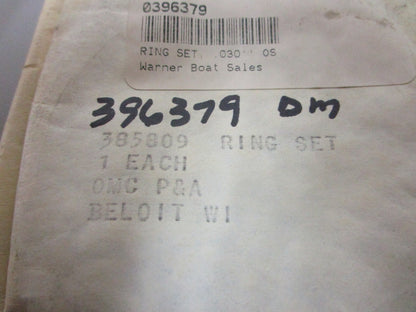 0396379
RING SET, .030" OS
Warner Boat Sales
396379 DM
385809 RING SET
1 EACH
OMC P&A
BELOIT WI